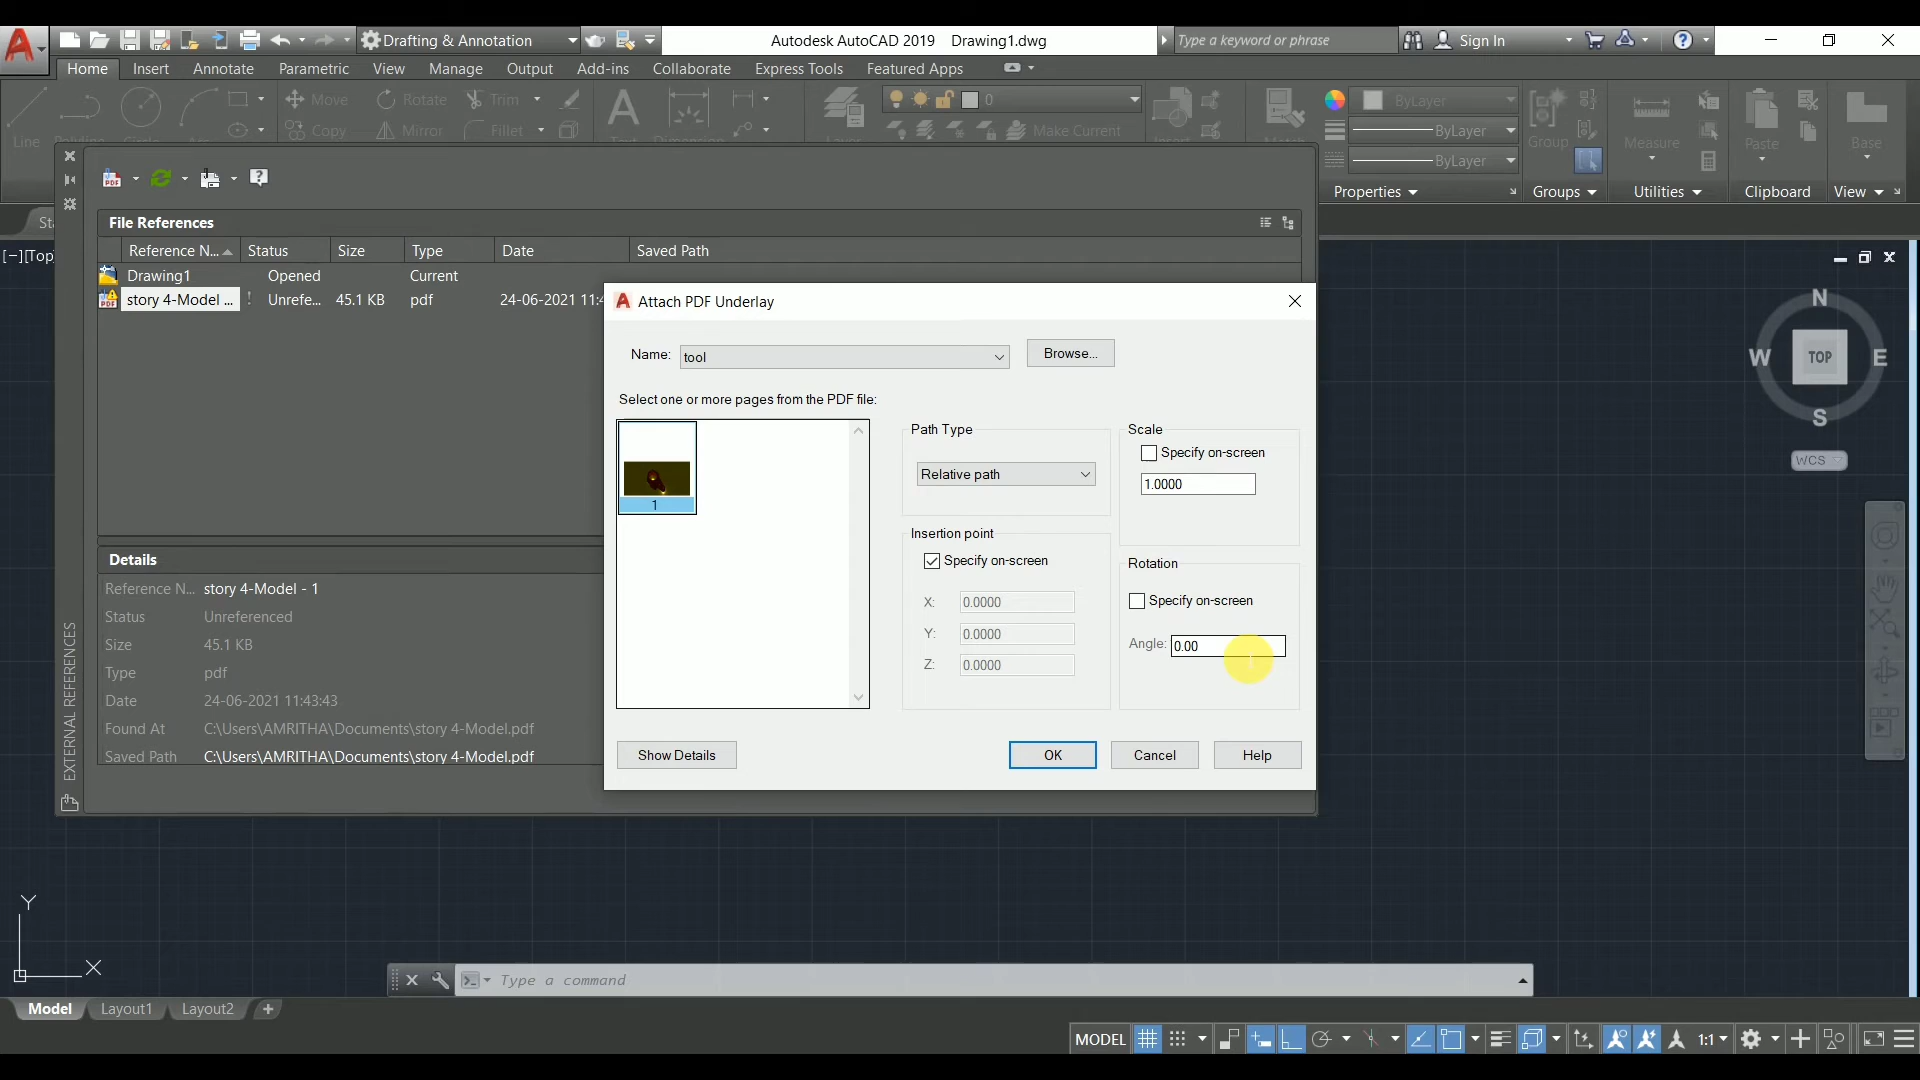 Drafting & Annotation
Autodesk AutoCAD 2019 Drawing1.dwg
Type a keyword or phrase
Sign In
Home Insert Annotate Parametric View Manage Output Add-ins Collaborate Express Tools Featured Apps
Move Rotate Trim 0 ByLayer
Copy Mirror Fillet Make Current ByLayer
Line Group Measure Paste Base
ByLayer
Properties Groups Utilities Clipboard View
PDF
File References
Reference N... Status Size Type Date Saved Path
[−][Top
Drawing1 Opened Current
story 4-Model ... ! Unrefe... 45.1 KB pdf 24-06-2021 11:4
Attach PDF Underlay
Name: tool Browse...
Select one or more pages from the PDF file:
1
Path Type
Relative path
Scale
Specify on-screen
1.0000
Insertion point
Specify on-screen
X: 0.0000
Y: 0.0000
Z: 0.0000
Rotation
Specify on-screen
Angle: 0.00
Show Details OK Cancel Help
N
W TOP E
S
WCS
Details
Reference N... story 4-Model - 1
Status Unreferenced
Size 45.1 KB
Type pdf
Date 24-06-2021 11:43:43
Found At C:\Users\AMRITHA\Documents\story 4-Model.pdf
Saved Path C:\Users\AMRITHA\Documents\story 4-Model.pdf
EXTERNAL REFERENCES
Y
X
Type a command
Model Layout1 Layout2 +
MODEL 1:1